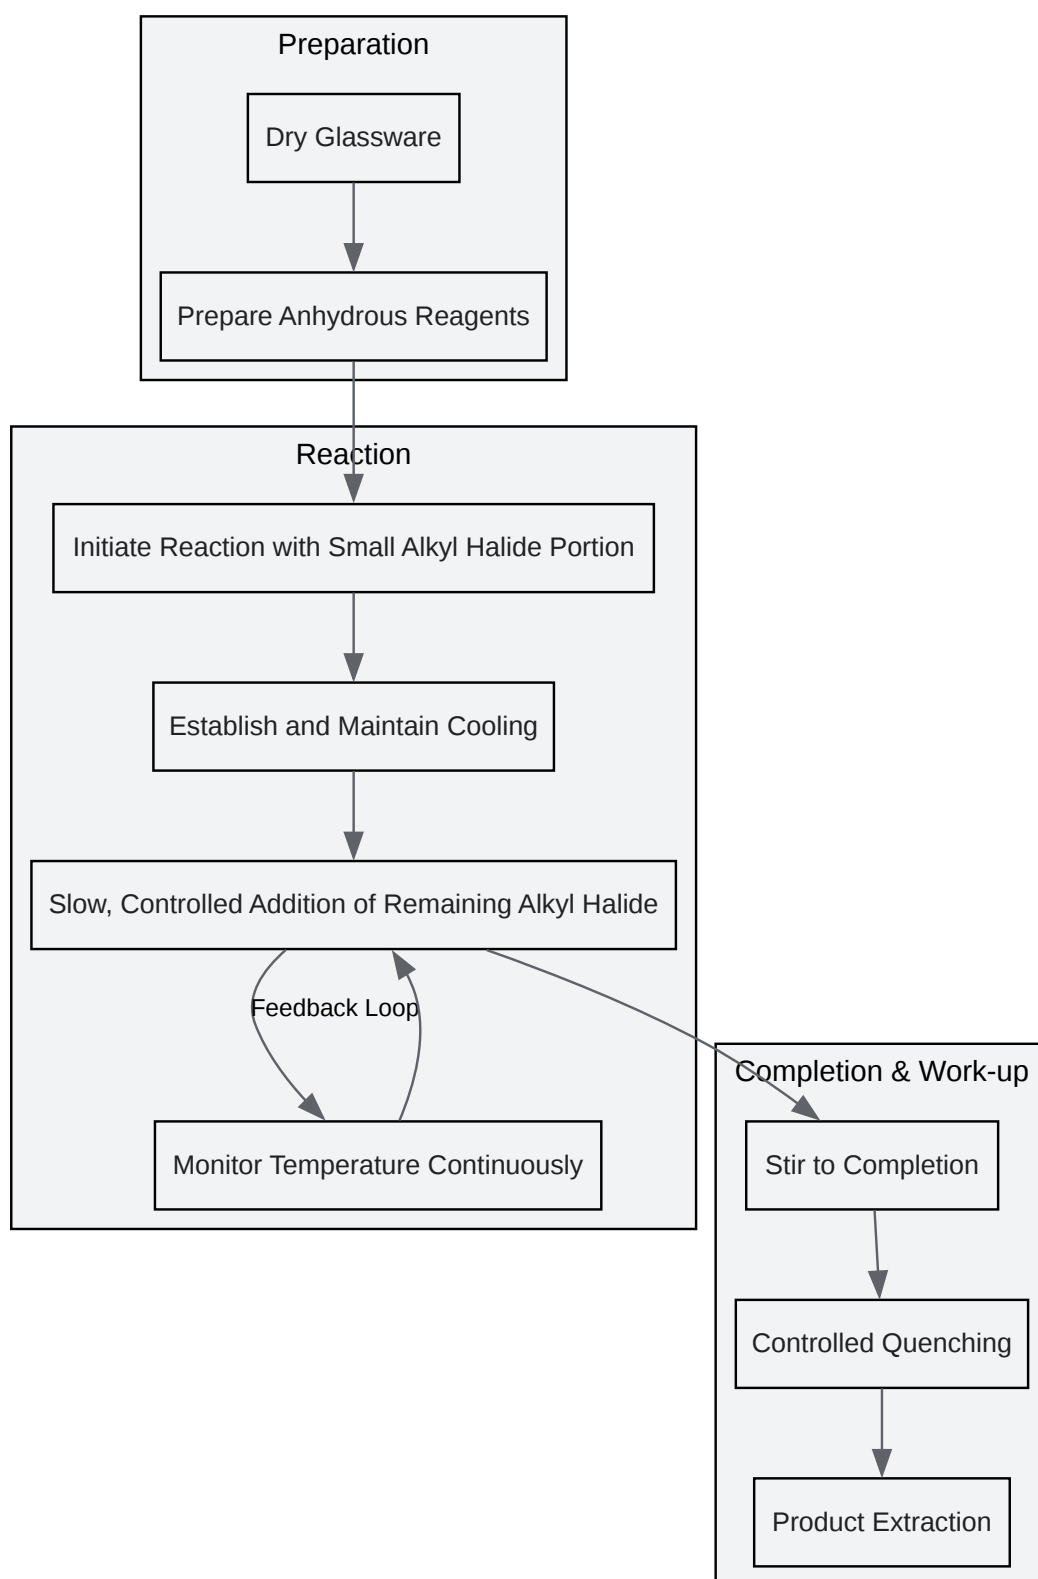 Preparation
Dry Glassware
Prepare Anhydrous Reagents
Reaction
Initiate Reaction with Small Alkyl Halide Portion
Establish and Maintain Cooling
Slow, Controlled Addition of Remaining Alkyl Halide
Feedback Loop
Monitor Temperature Continuously
Completion & Work-up
Stir to Completion
Controlled Quenching
Product Extraction